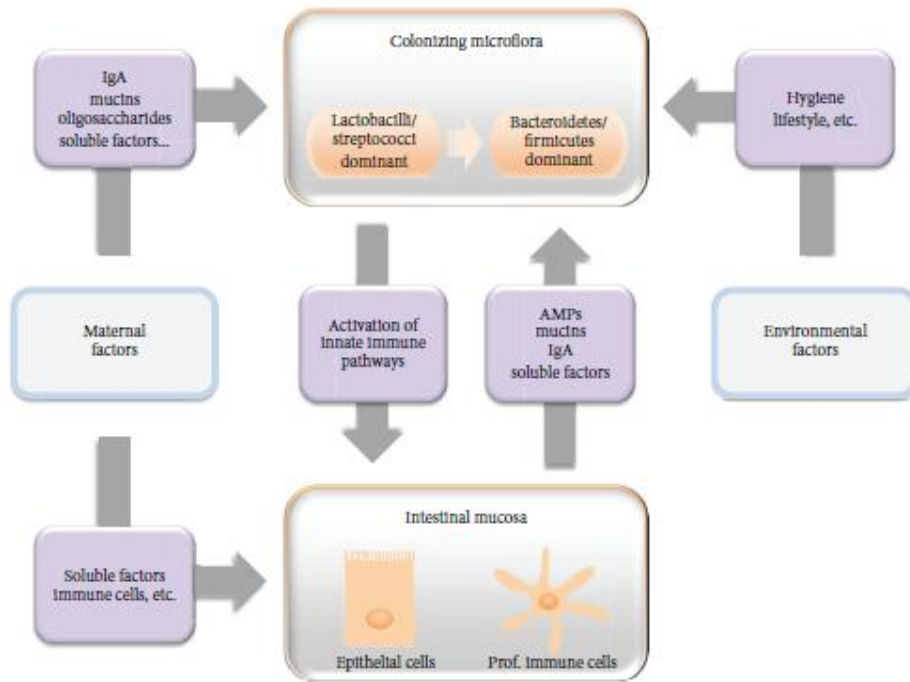 Colonizing microflora
IgA
mucins
oligosaccharides
soluble factors...
Lactobacilli/
streptococci
dominant
Bacteroidetes/
firmicutes
dominant
Hygiene
lifestyle, etc.
Maternal
factors
Activation of
innate immune
pathways
AMPs
mucins
IgA
soluble factors
Environmental
factors
Intestinal mucosa
Soluble factors
immune cells, etc.
Epithelial cells
Prof. immune cells